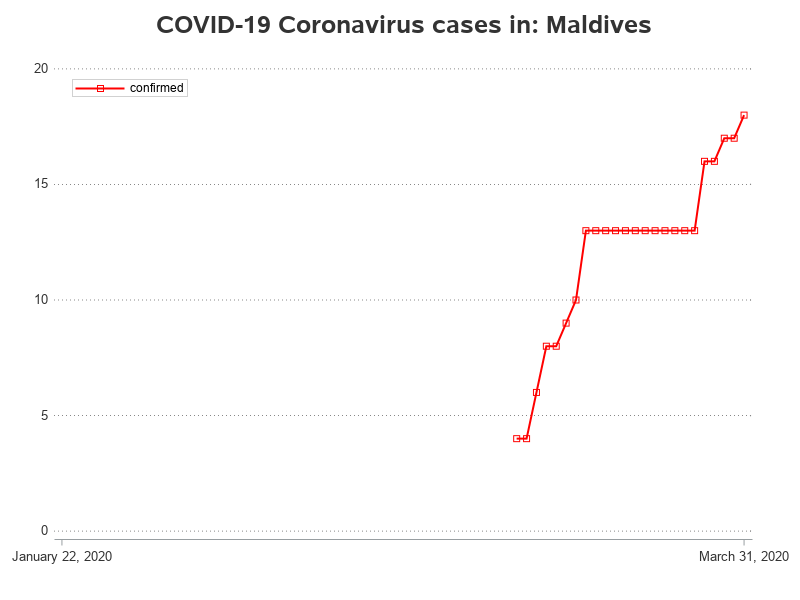 COVID-19 Coronavirus cases in: Maldives
20
confirmed
15
10
5
0
January 22, 2020
March 31, 2020